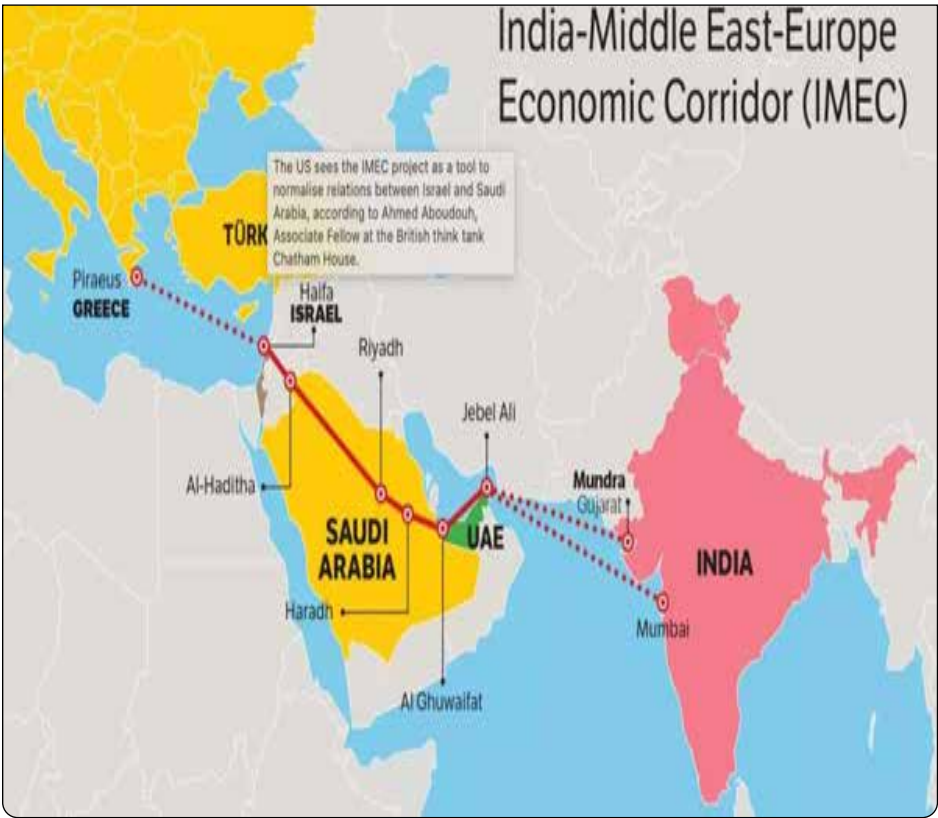 India-Middle East-Europe
Economic Corridor (IMEC)
The US sees the IMEC project as a tool to
normalise relations between Israel and Saudi
Arabia, according to Ahmed Aboudouh,
Associate Fellow at the British think tank
Chatham House.
TÜRK
Piraeus
GREECE
Haifa
ISRAEL
Riyadh
Jebel Ali
Al-Haditha
Mundra
Gujarat
SAUDI
ARABIA
UAE
INDIA
Haradh
Mumbai
Al Ghuwaifat